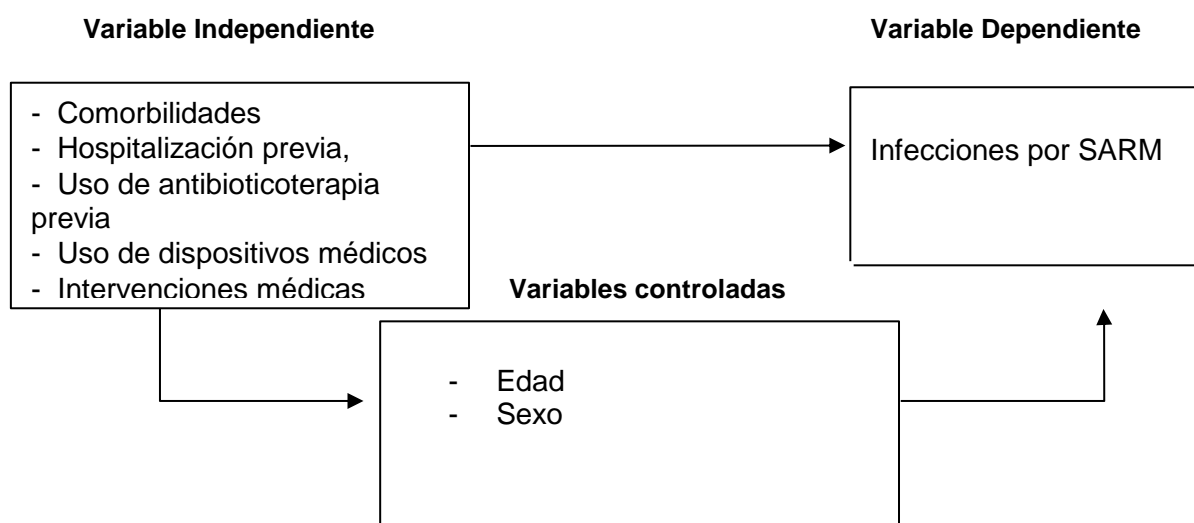 Variable Independiente
Variable Dependiente
- Comorbilidades
- Hospitalización previa,
- Uso de antibioticoterapia
previa
- Uso de dispositivos médicos
- Intervenciones médicas
Infecciones por SARM
Variables controladas
- Edad
- Sexo